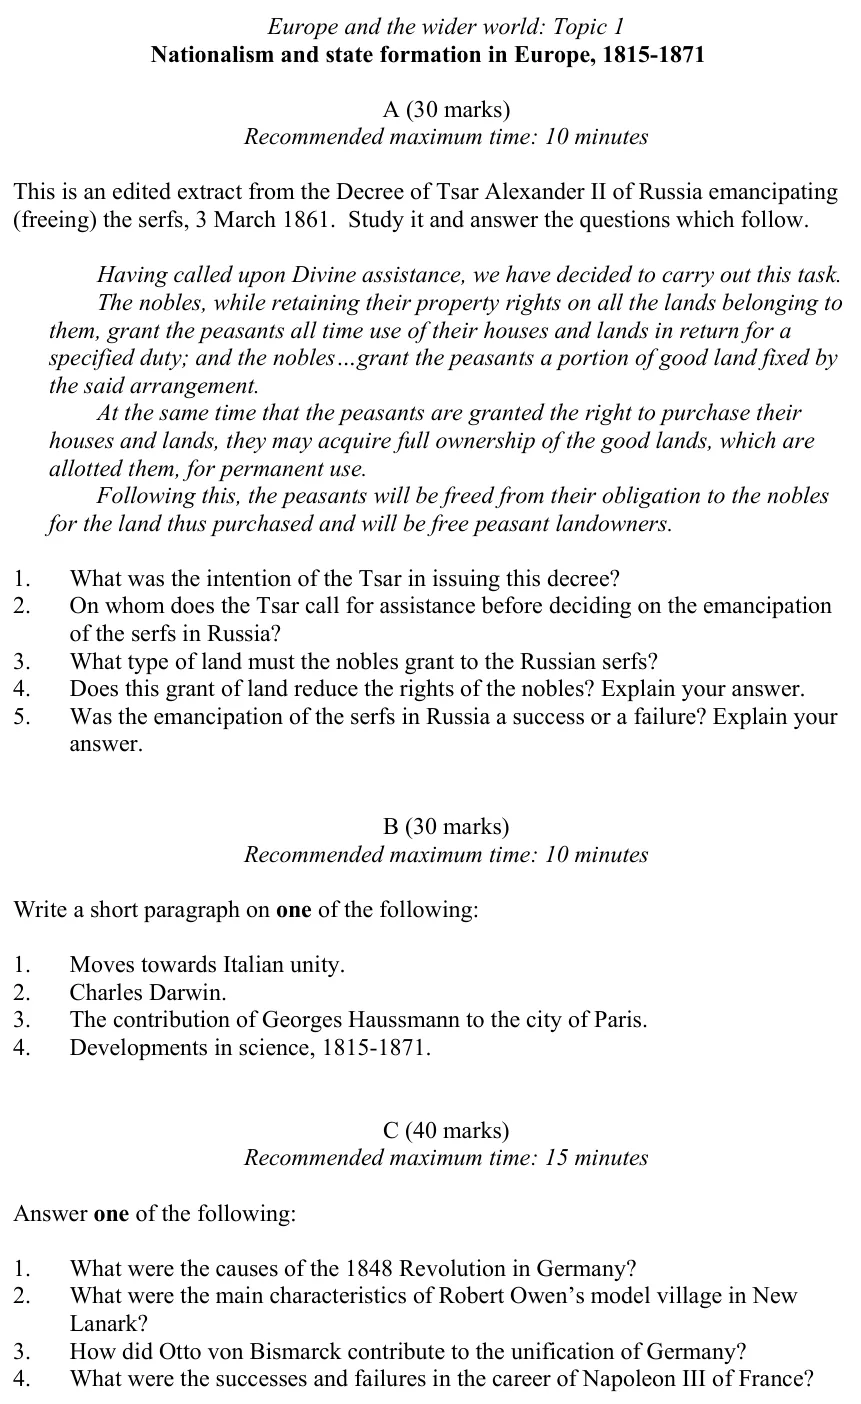 Europe and the wider world: Topic 1
Nationalism and state formation in Europe, 1815-1871
A (30 marks)
Recommended maximum time: 10 minutes
This is an edited extract from the Decree of Tsar Alexander II of Russia emancipating
(freeing) the serfs, 3 March 1861.  Study it and answer the questions which follow.
Having called upon Divine assistance, we have decided to carry out this task.
The nobles, while retaining their property rights on all the lands belonging to
them, grant the peasants all time use of their houses and lands in return for a
specified duty; and the nobles…grant the peasants a portion of good land fixed by
the said arrangement.
At the same time that the peasants are granted the right to purchase their
houses and lands, they may acquire full ownership of the good lands, which are
allotted them, for permanent use.
Following this, the peasants will be freed from their obligation to the nobles
for the land thus purchased and will be free peasant landowners.
1. What was the intention of the Tsar in issuing this decree?
2. On whom does the Tsar call for assistance before deciding on the emancipation
of the serfs in Russia?
3. What type of land must the nobles grant to the Russian serfs?
4. Does this grant of land reduce the rights of the nobles? Explain your answer.
5. Was the emancipation of the serfs in Russia a success or a failure? Explain your
answer.
B (30 marks)
Recommended maximum time: 10 minutes
Write a short paragraph on one of the following:
1. Moves towards Italian unity.
2. Charles Darwin.
3. The contribution of Georges Haussmann to the city of Paris.
4. Developments in science, 1815-1871.
C (40 marks)
Recommended maximum time: 15 minutes
Answer one of the following:
1. What were the causes of the 1848 Revolution in Germany?
2. What were the main characteristics of Robert Owen’s model village in New
Lanark?
3. How did Otto von Bismarck contribute to the unification of Germany?
4. What were the successes and failures in the career of Napoleon III of France?